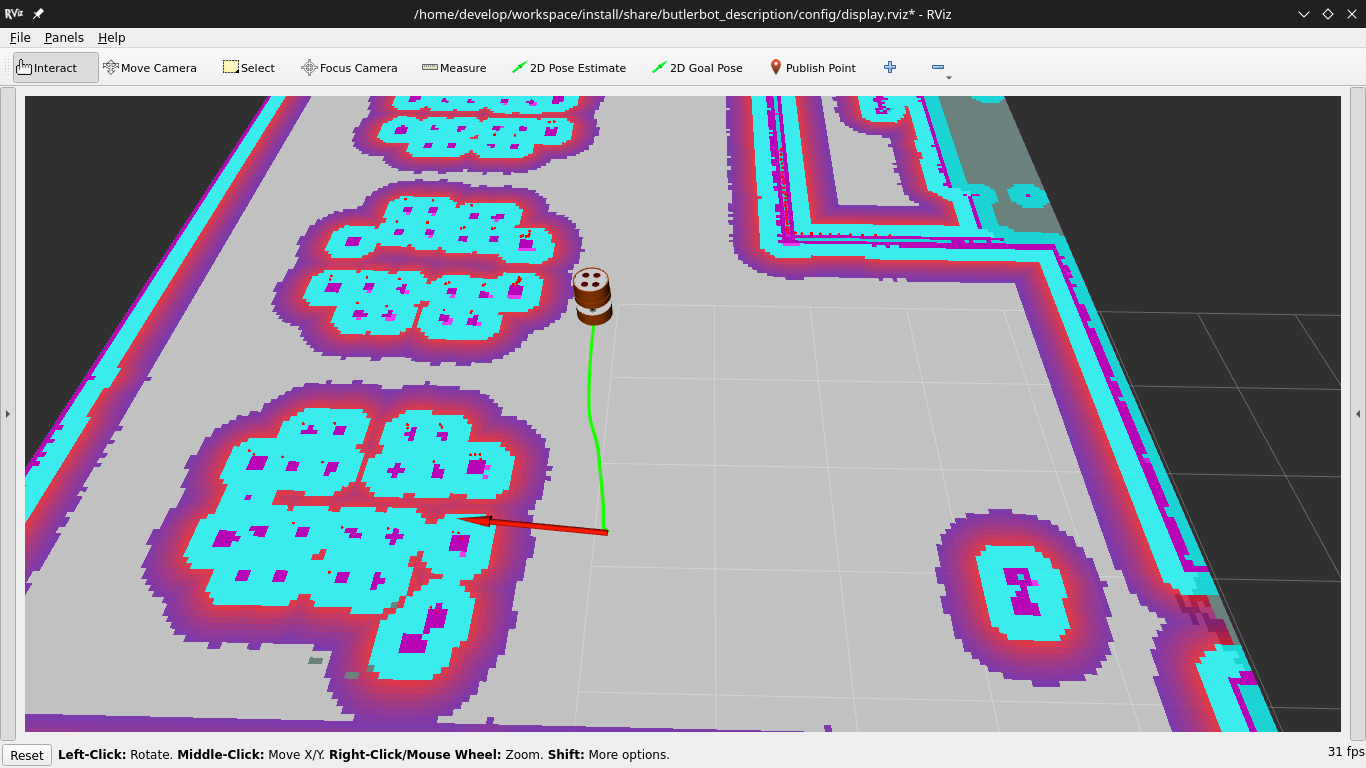 RViz
/home/develop/workspace/install/share/butlerbot_description/config/display.rviz* - RViz
File Panels Help
Interact Move Camera Select Focus Camera Measure 2D Pose Estimate 2D Goal Pose Publish Point
Reset Left-Click: Rotate. Middle-Click: Move X/Y. Right-Click/Mouse Wheel: Zoom. Shift: More options. 31 fps